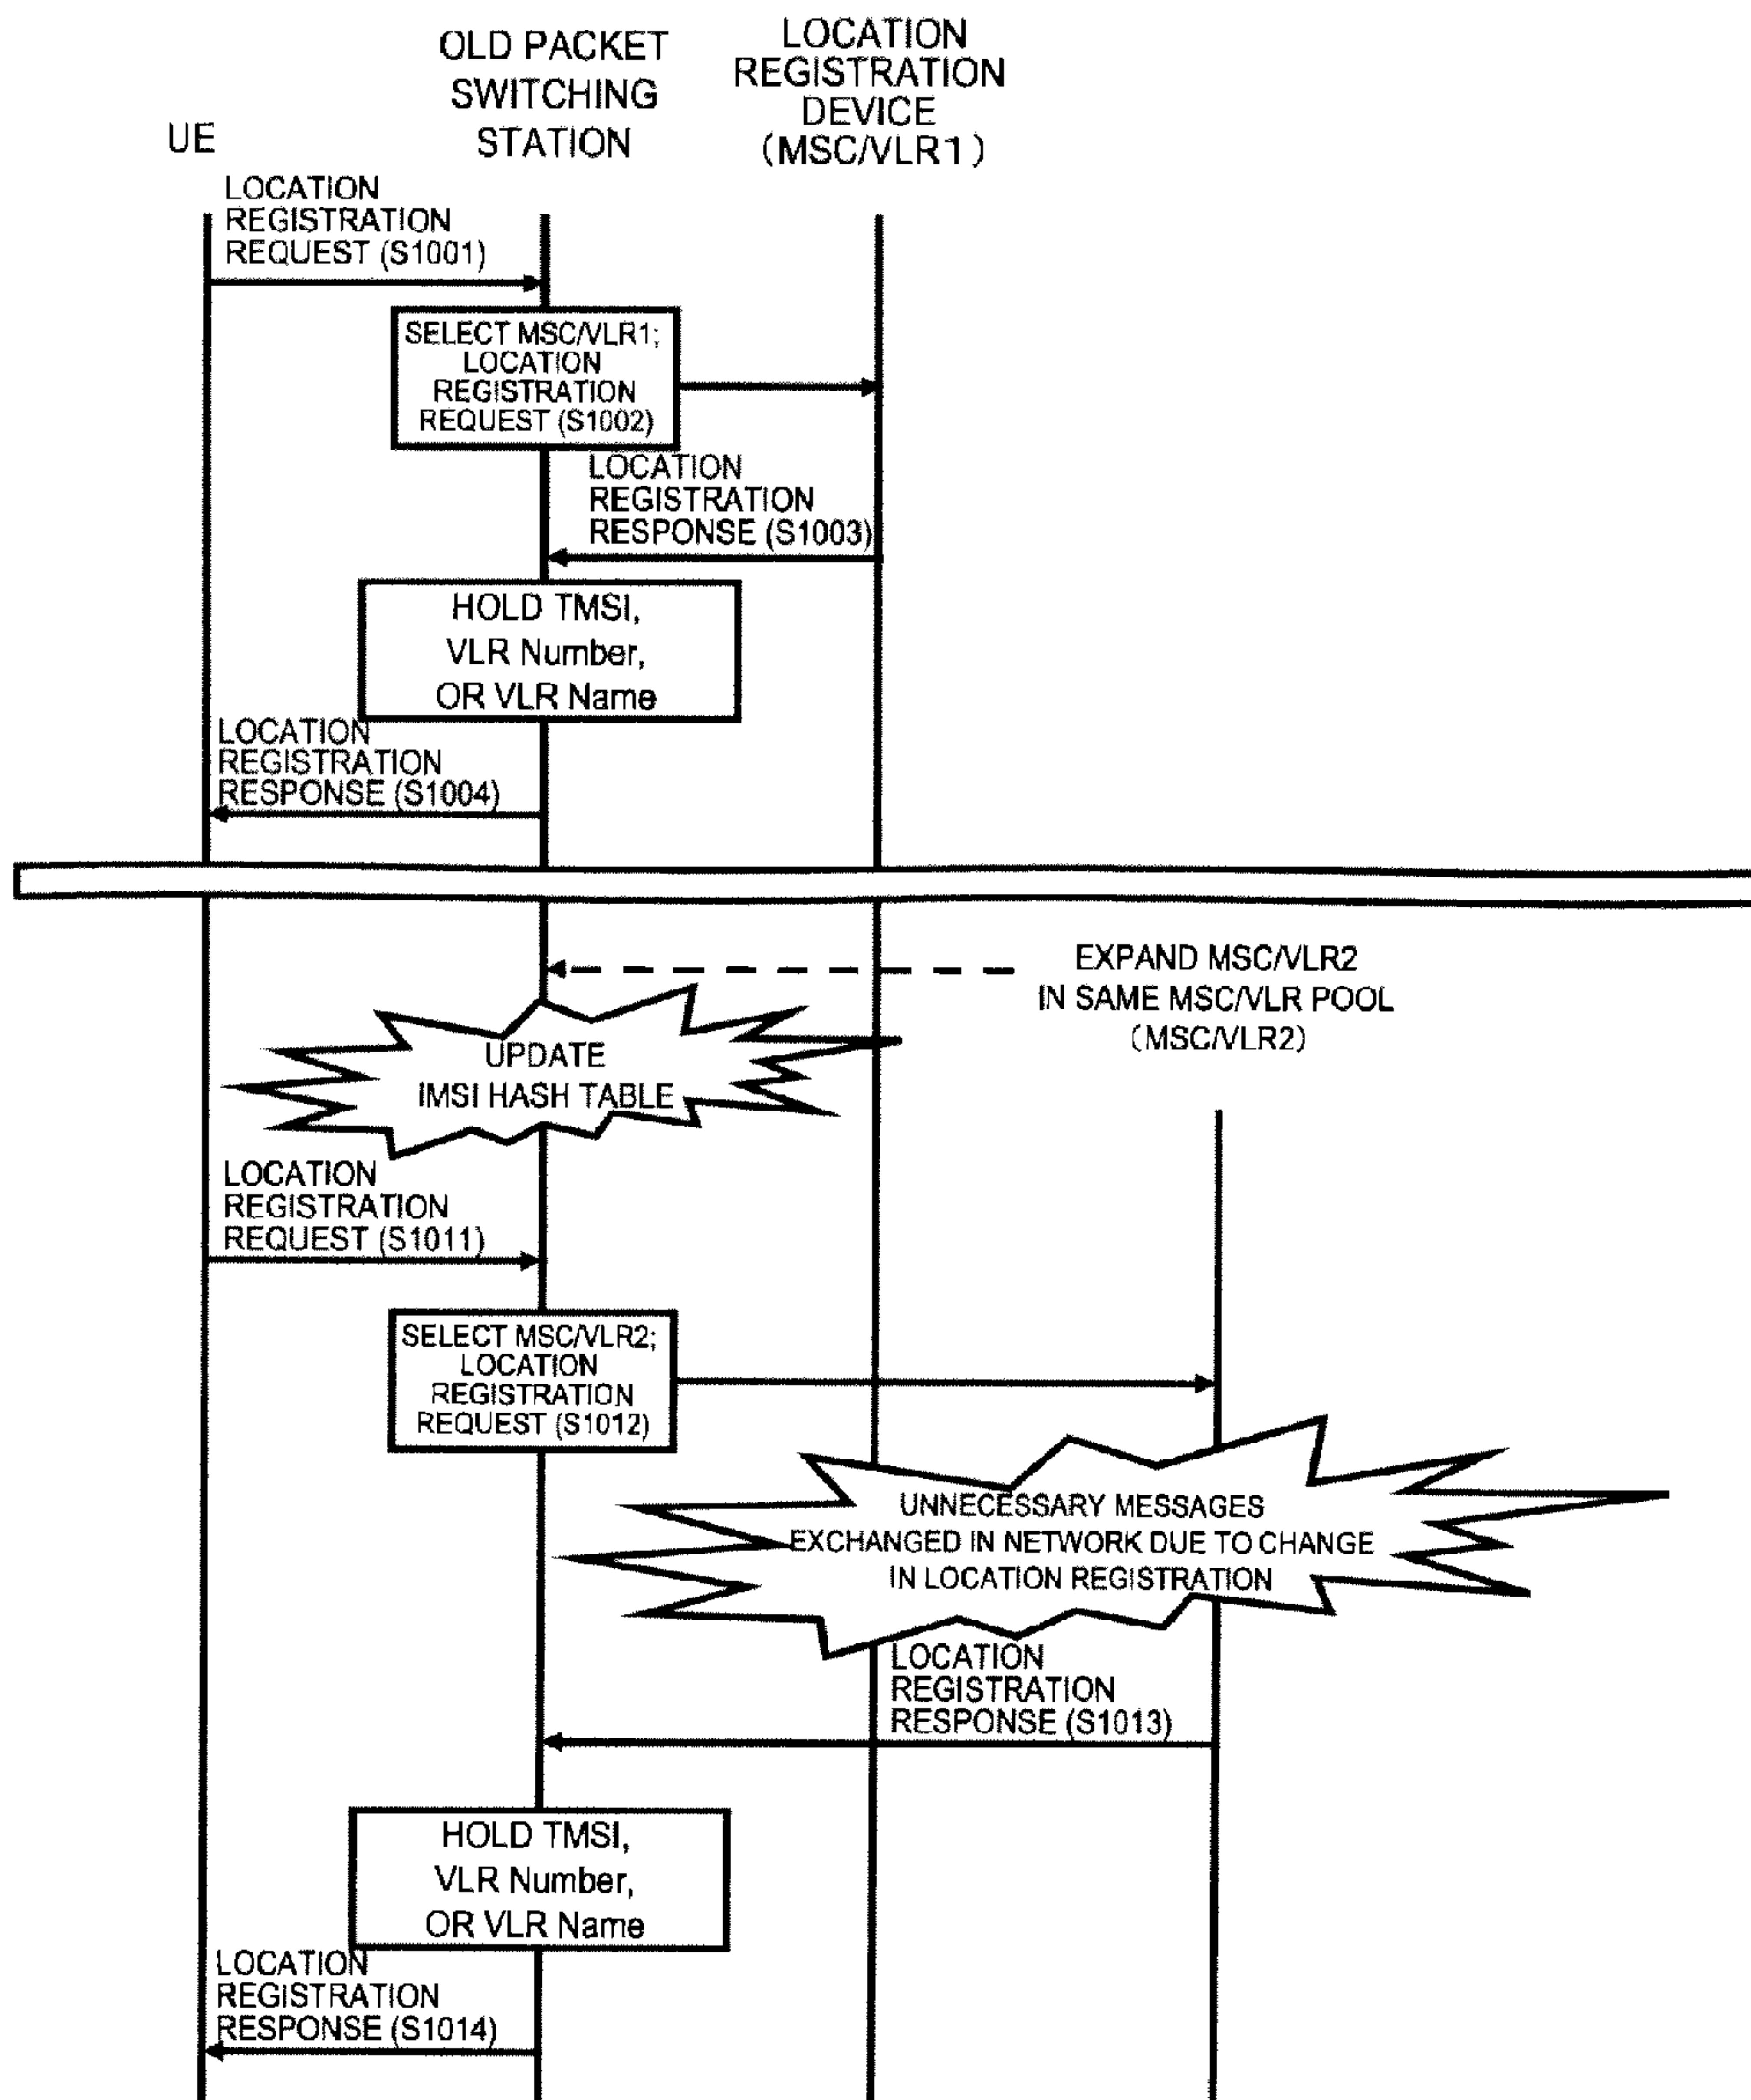 OLD PACKET
SWITCHING
STATION
LOCATION
REGISTRATION
DEVICE
(MSC/VLR1)
UE
LOCATION
REGISTRATION
REQUEST (S1001)
SELECT MSC/VLR1;
LOCATION
REGISTRATION
REQUEST (S1002)
LOCATION
REGISTRATION
RESPONSE (S1003)
HOLD TMSI,
VLR Number,
OR VLR Name
LOCATION
REGISTRATION
RESPONSE (S1004)
EXPAND MSC/VLR2
IN SAME MSC/VLR POOL
(MSC/VLR2)
UPDATE
IMSI HASH TABLE
LOCATION
REGISTRATION
REQUEST (S1011)
SELECT MSC/VLR2;
LOCATION
REGISTRATION
REQUEST (S1012)
UNNECESSARY MESSAGES
EXCHANGED IN NETWORK DUE TO CHANGE
IN LOCATION REGISTRATION
LOCATION
REGISTRATION
RESPONSE (S1013)
HOLD TMSI,
VLR Number,
OR VLR Name
LOCATION
REGISTRATION
RESPONSE (S1014)